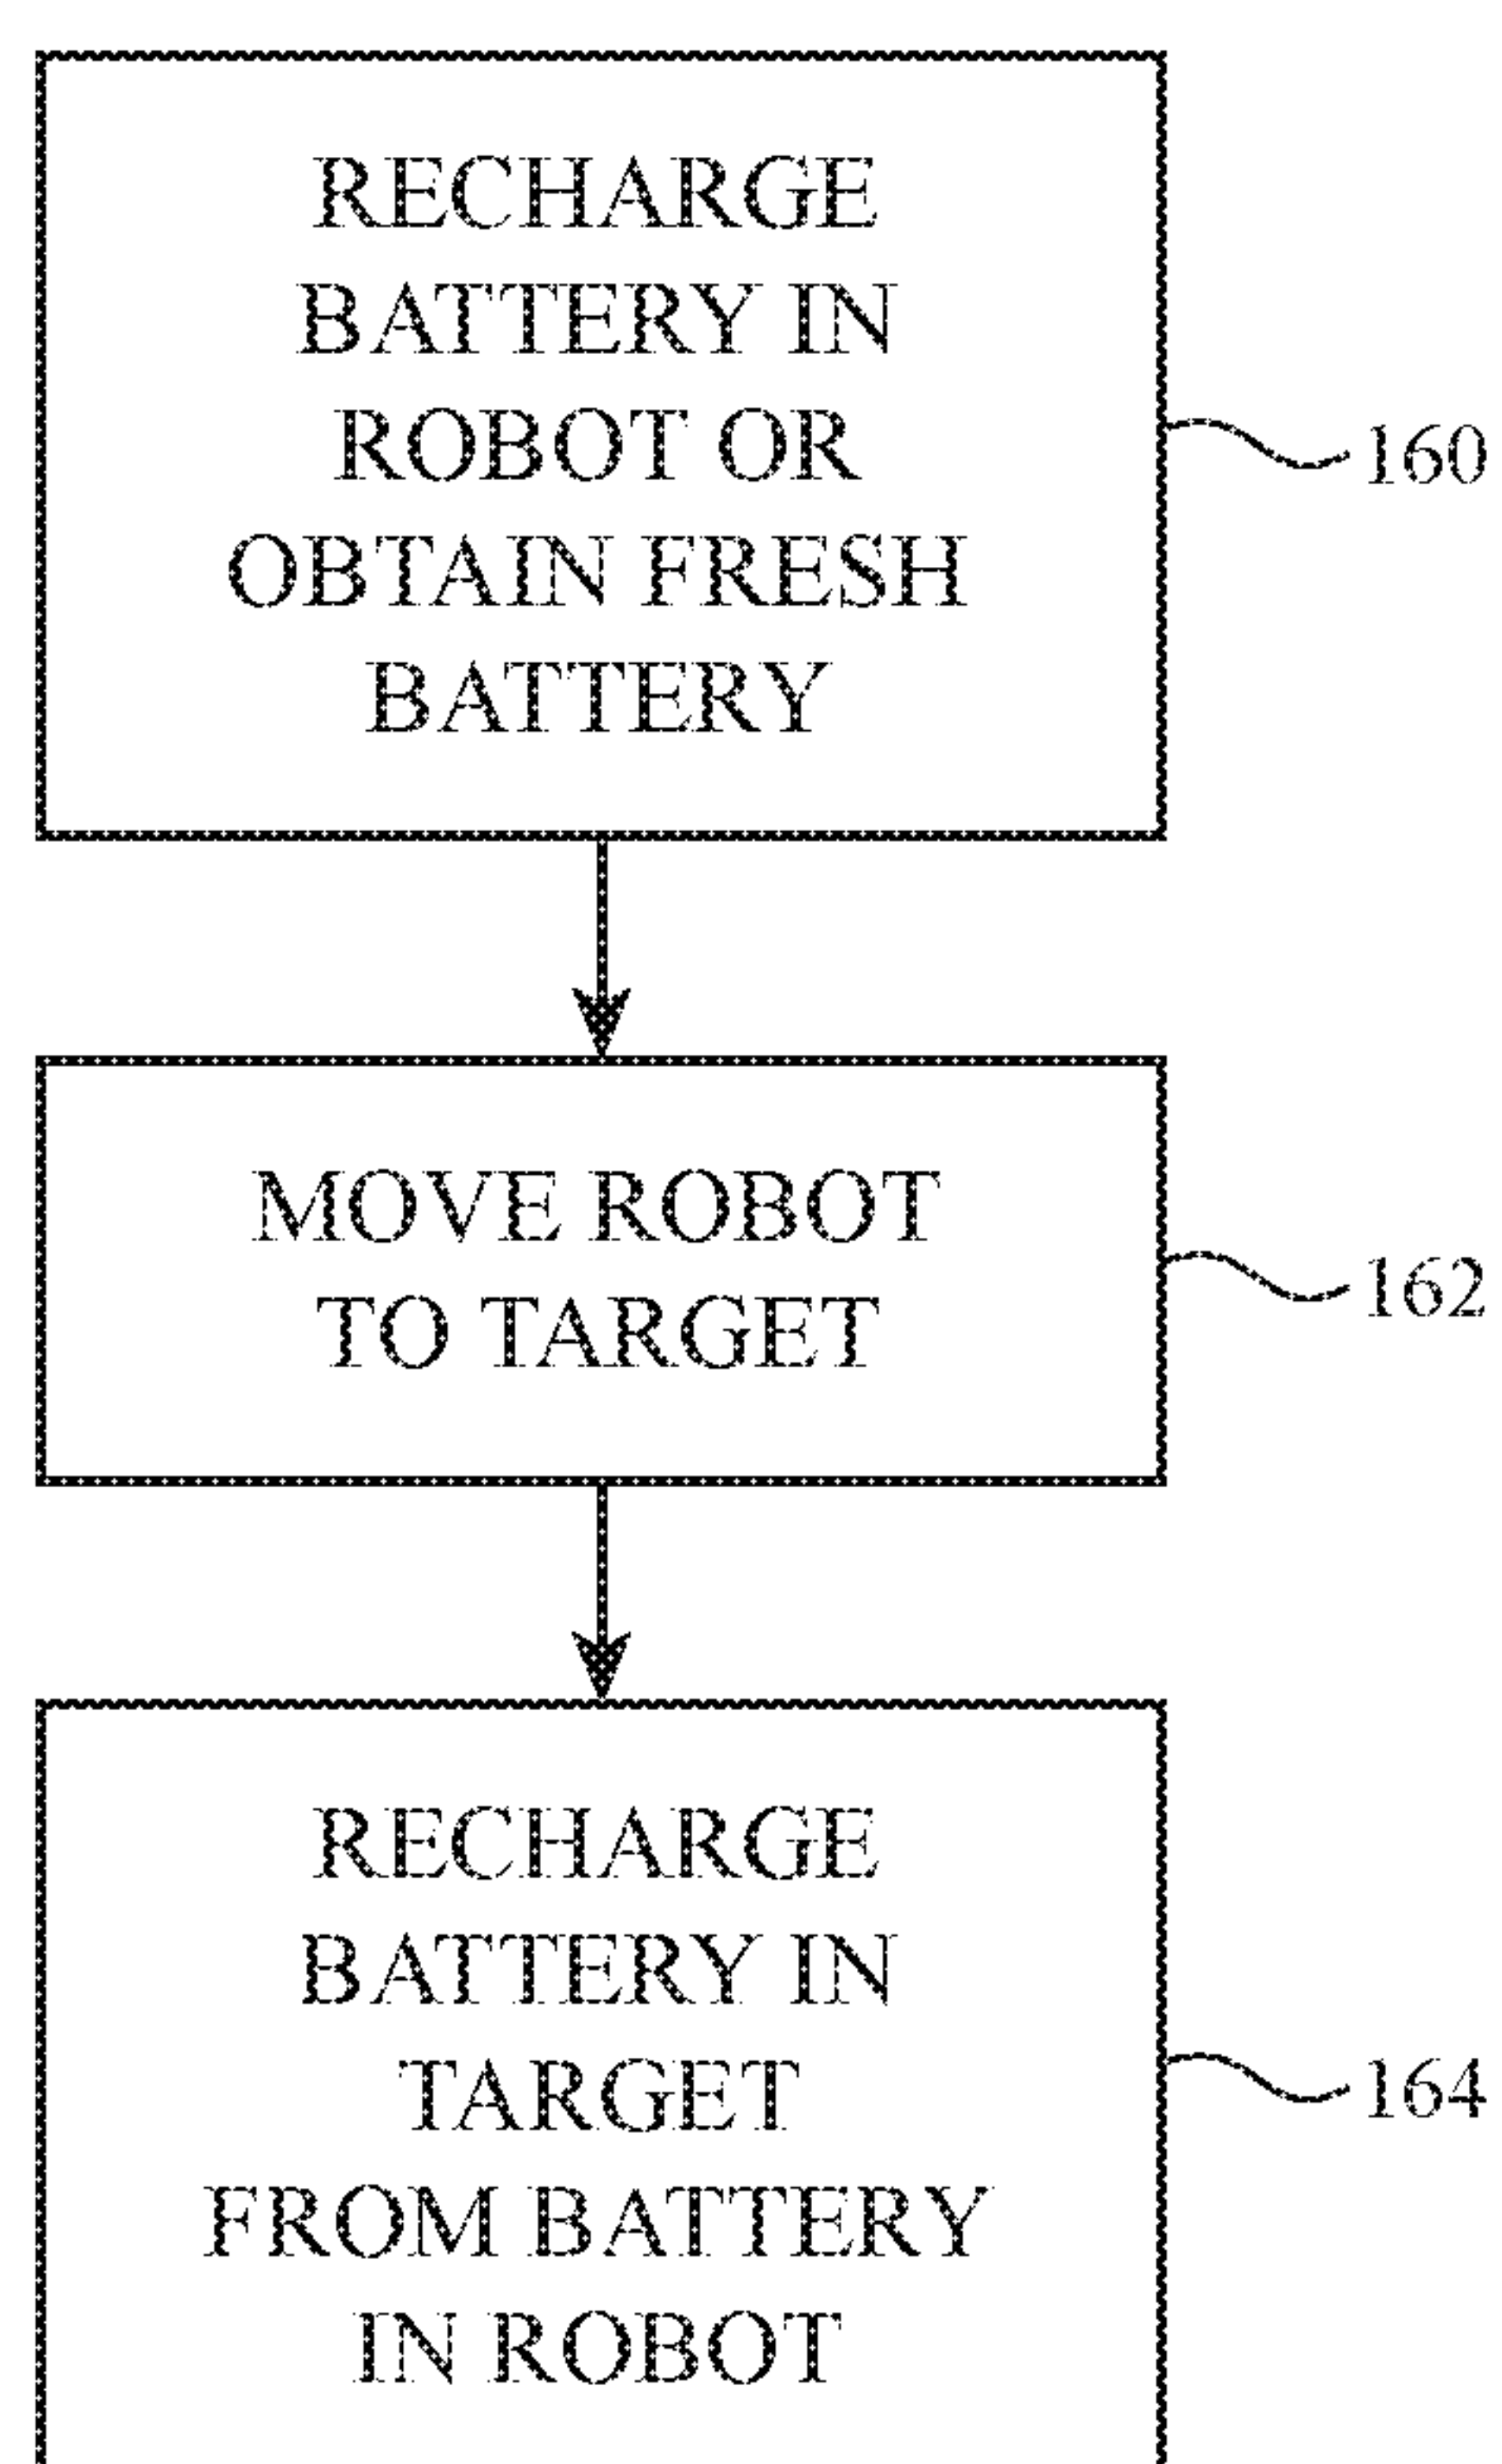 RECHARGE
BATTERY IN
ROBOT OR
OBTAIN FRESH
BATTERY
160
MOVE ROBOT
TO TARGET
162
RECHARGE
BATTERY IN
TARGET
FROM BATTERY
IN ROBOT
164